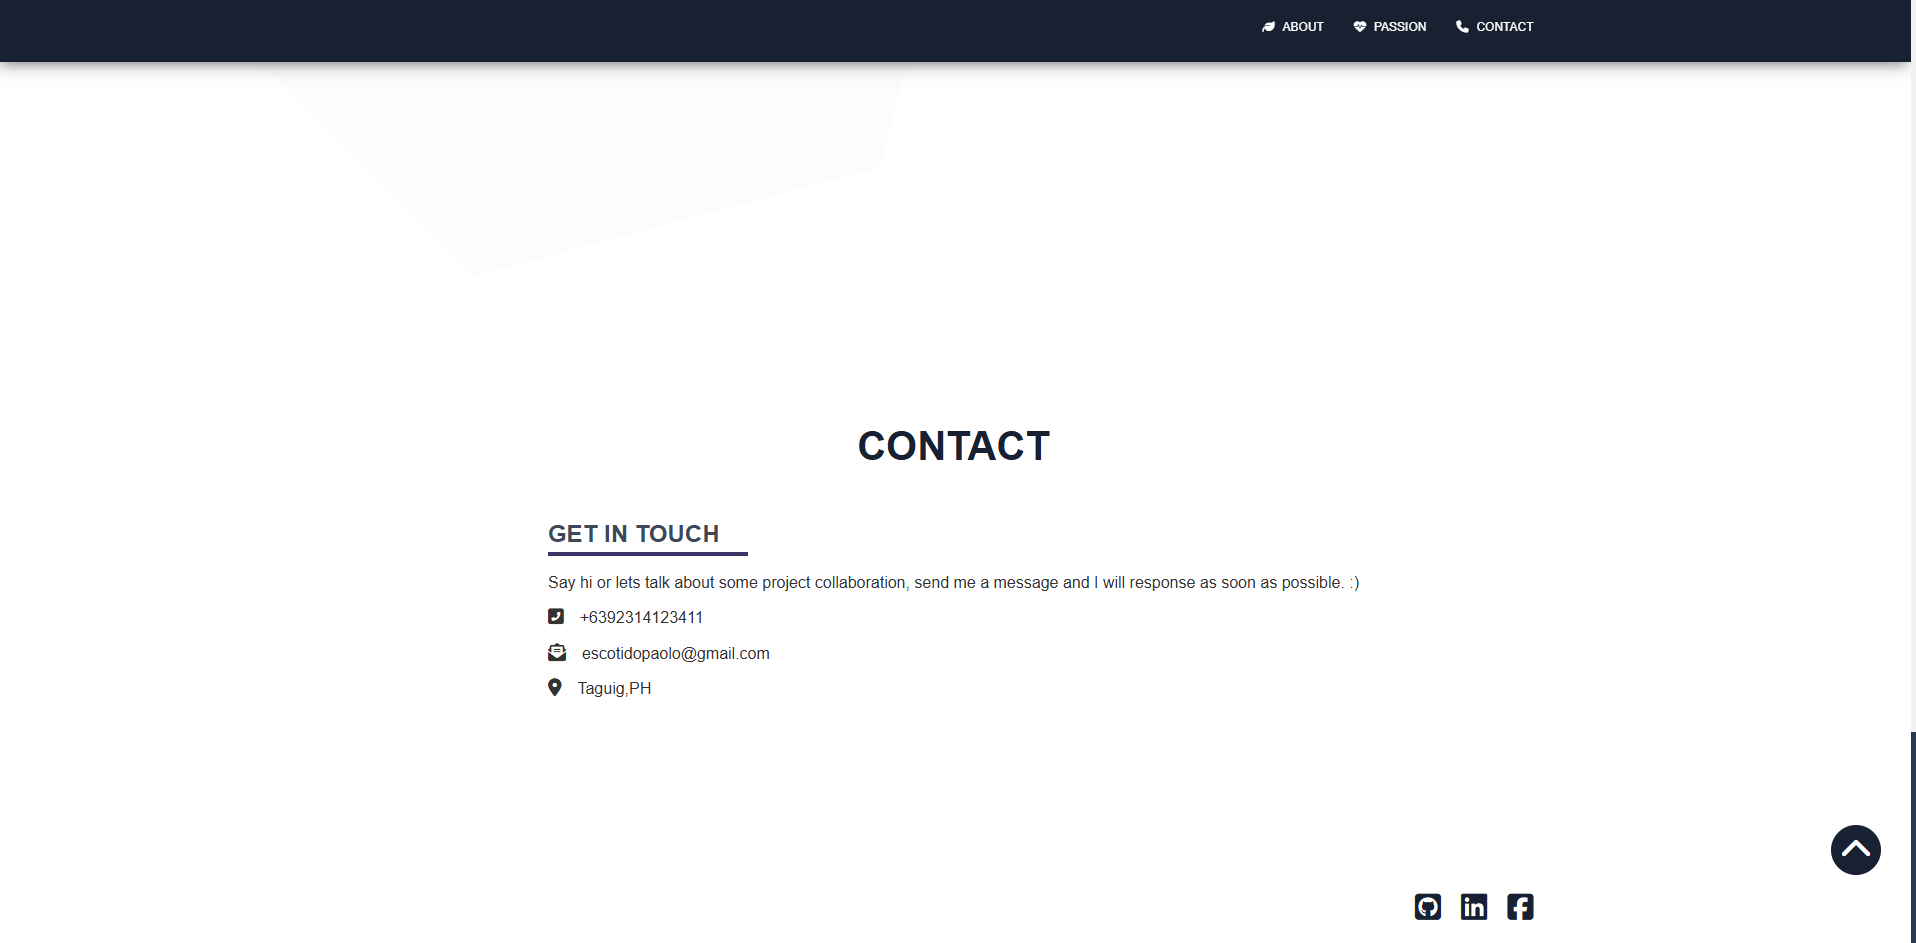 ABOUT PASSION CONTACT
CONTACT
GET IN TOUCH
Say hi or lets talk about some project collaboration, send me a message and I will response as soon as possible. :)
+6392314123411
escotidopaolo@gmail.com
Taguig,PH